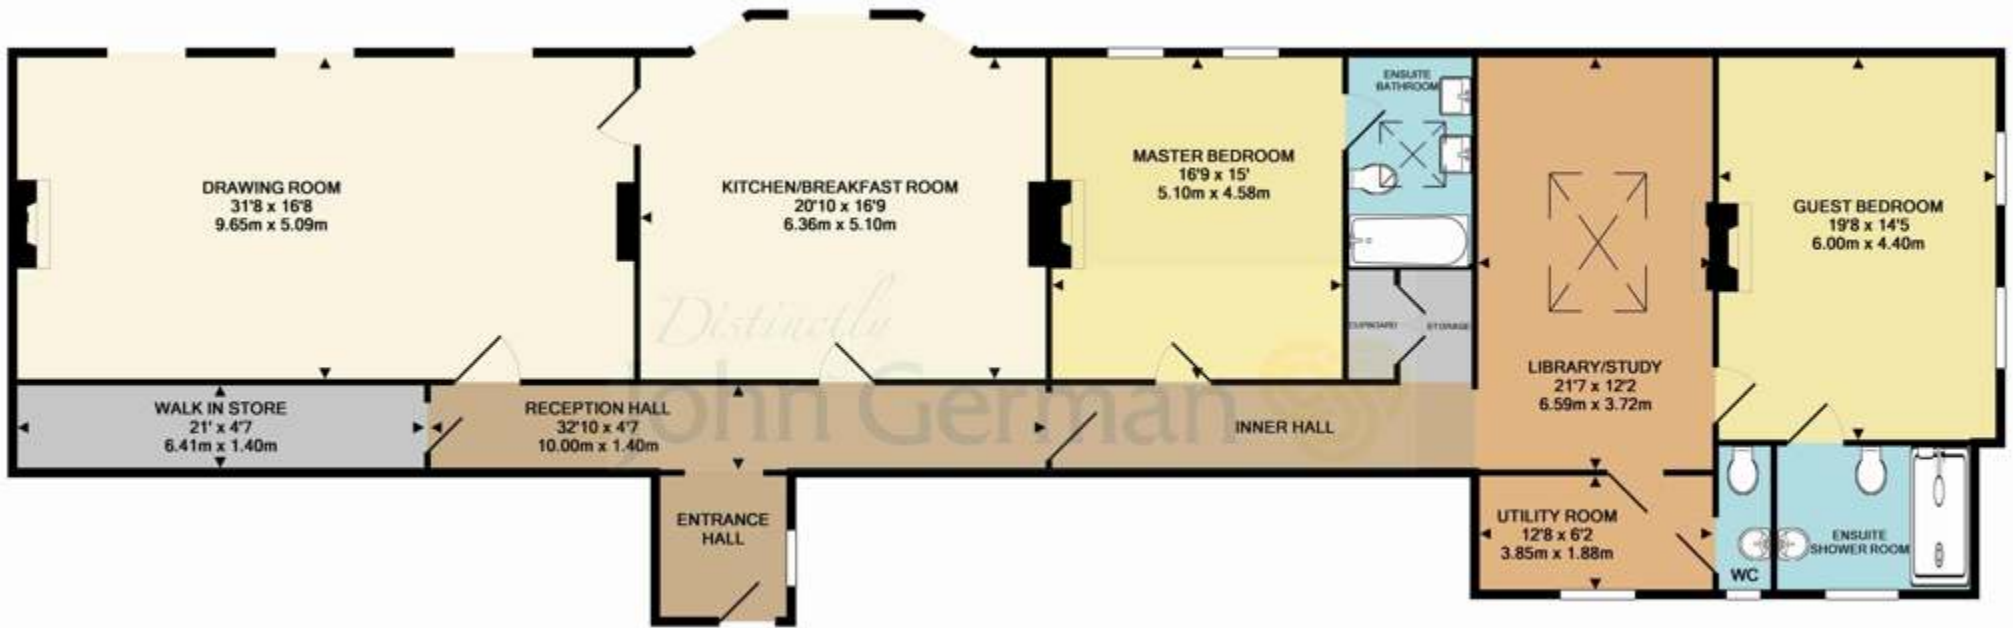 DRAWING ROOM
31'8 x 16'8
9.65m x 5.09m
KITCHEN/BREAKFAST ROOM
20'10 x 16'9
6.36m x 5.10m
MASTER BEDROOM
16'9 x 15'
5.10m x 4.58m
ENSUITE
BATHROOM
CUPBOARD
STORAGE
LIBRARY/STUDY
21'7 x 12'2
6.59m x 3.72m
GUEST BEDROOM
19'8 x 14'5
6.00m x 4.40m
WALK IN STORE
21' x 4'7
6.41m x 1.40m
RECEPTION HALL
32'10 x 4'7
10.00m x 1.40m
INNER HALL
ENTRANCE
HALL
UTILITY ROOM
12'8 x 6'2
3.85m x 1.88m
WC
ENSUITE
SHOWER ROOM
Distinctly
John German